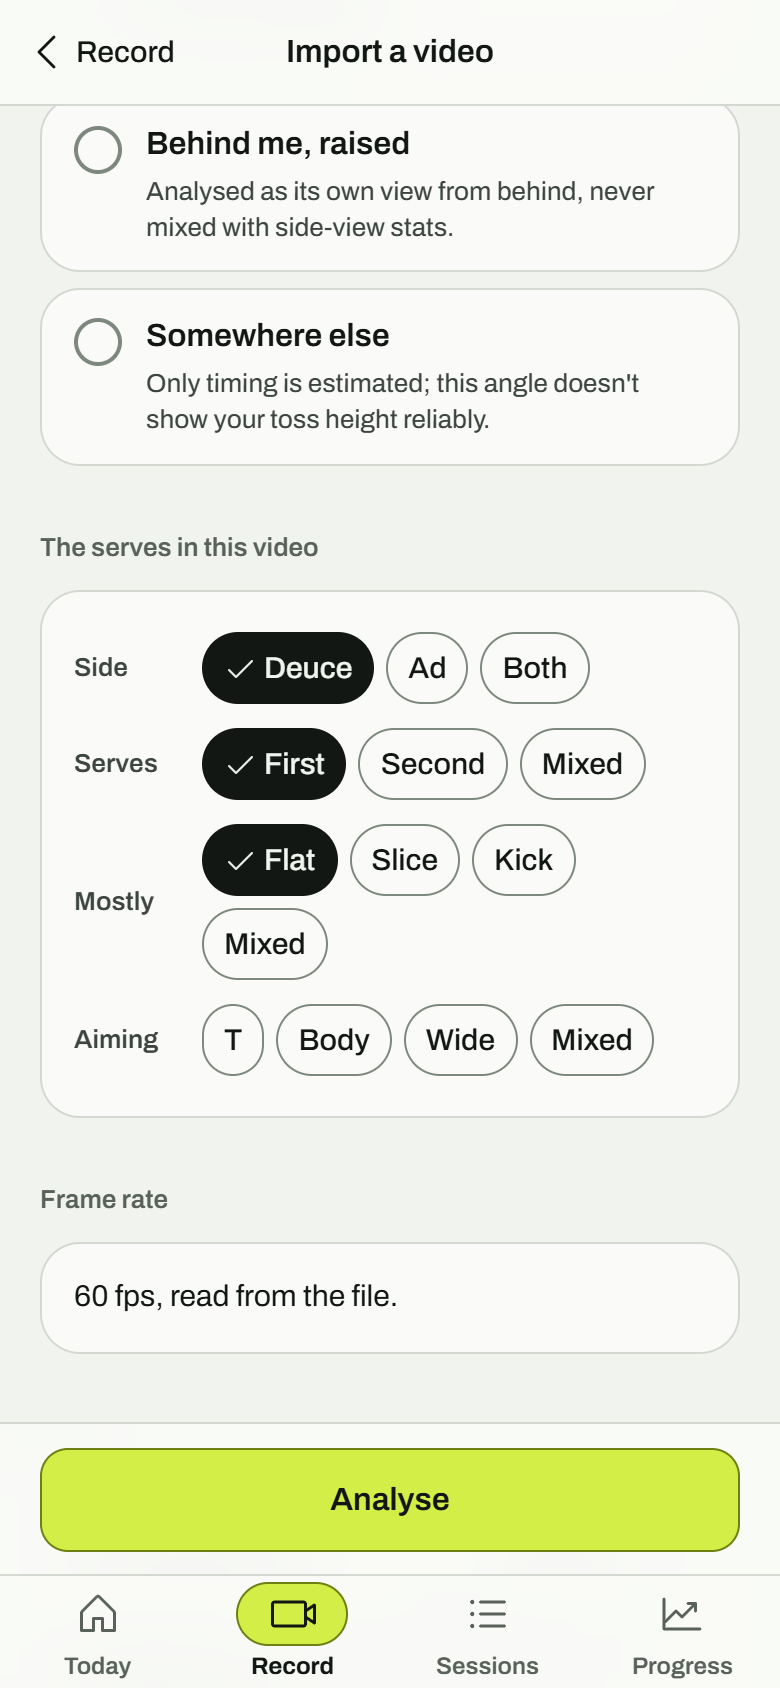 Record
Import a video
Behind me, raised
Analysed as its own view from behind, never
mixed with side-view stats.
Somewhere else
Only timing is estimated; this angle doesn't
show your toss height reliably.
The serves in this video
Side
Deuce
Ad
Both
Serves
First
Second
Mixed
Mostly
Flat
Slice
Kick
Mixed
Aiming
T
Body
Wide
Mixed
Frame rate
60 fps, read from the file.
Analyse
Today
Record
Sessions
Progress